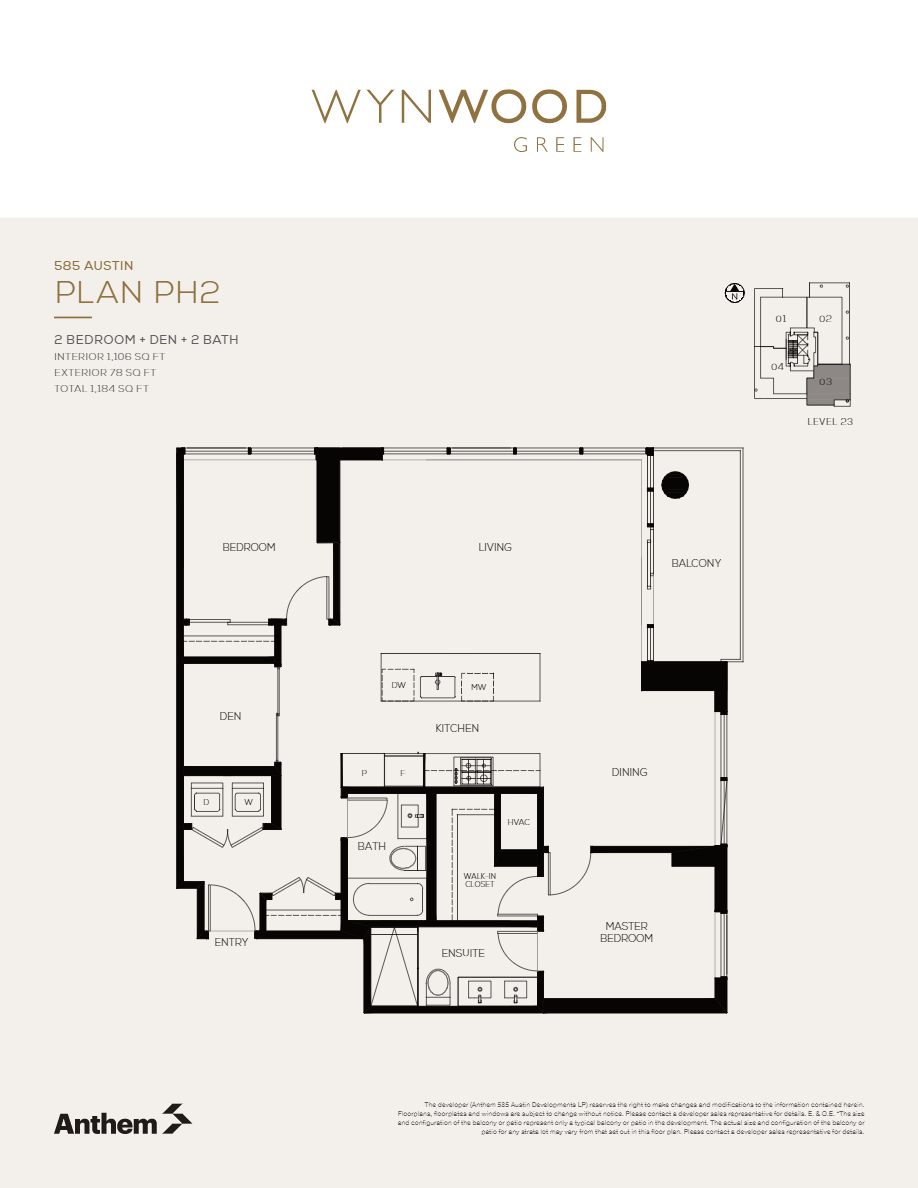 WYNWOOD
GREEN
585 AUSTIN
PLAN PH2
2 BEDROOM + DEN + 2 BATH
INTERIOR 1,106 SQ FT
EXTERIOR 78 SQ FT
TOTAL 1,184 SQ FT
N
01
02
04
03
LEVEL 23
BEDROOM
LIVING
BALCONY
DW
MW
DEN
KITCHEN
P
F
DINING
D
W
HVAC
BATH
WALK-IN
CLOSET
MASTER
BEDROOM
ENTRY
ENSUITE
Anthem
The developer (Anthem 585 Austin Developments LP) reserves the right to make changes and modifications to the information contained herein.
Floorplans, floorplates and windows are subject to change without notice. Please contact a developer sales representative for details. E. & O.E. *The size
and configuration of the balcony or patio represent only a typical balcony or patio in the development. The actual size and configuration of the balcony or
patio for any strata lot may vary from that set out in this floor plan. Please contact a developer sales representative for details.